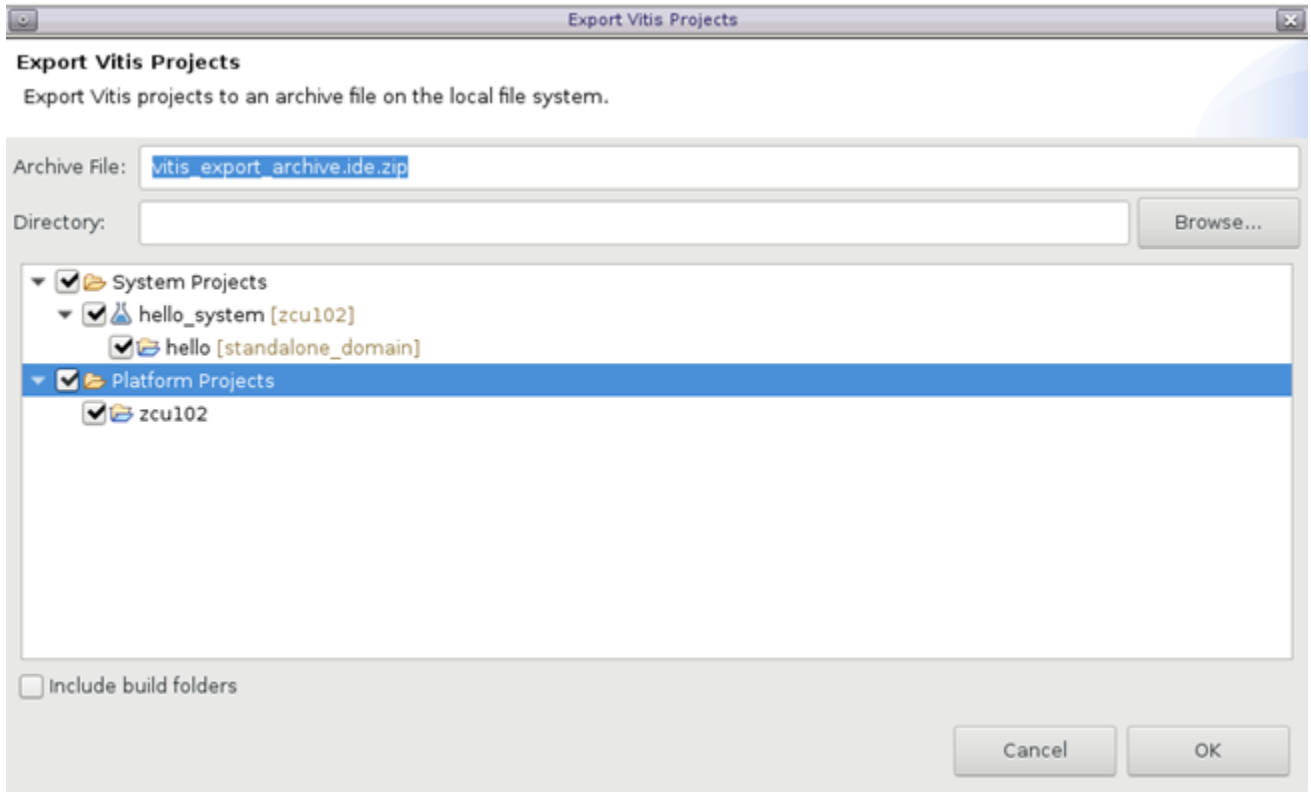 Export Vitis Projects
Export Vitis Projects
Export Vitis projects to an archive file on the local file system.
Archive File: vitis_export_archive.ide.zip
Directory: Browse...
System Projects
hello_system [zcu102]
hello [standalone_domain]
Platform Projects
zcu102
Include build folders
Cancel OK